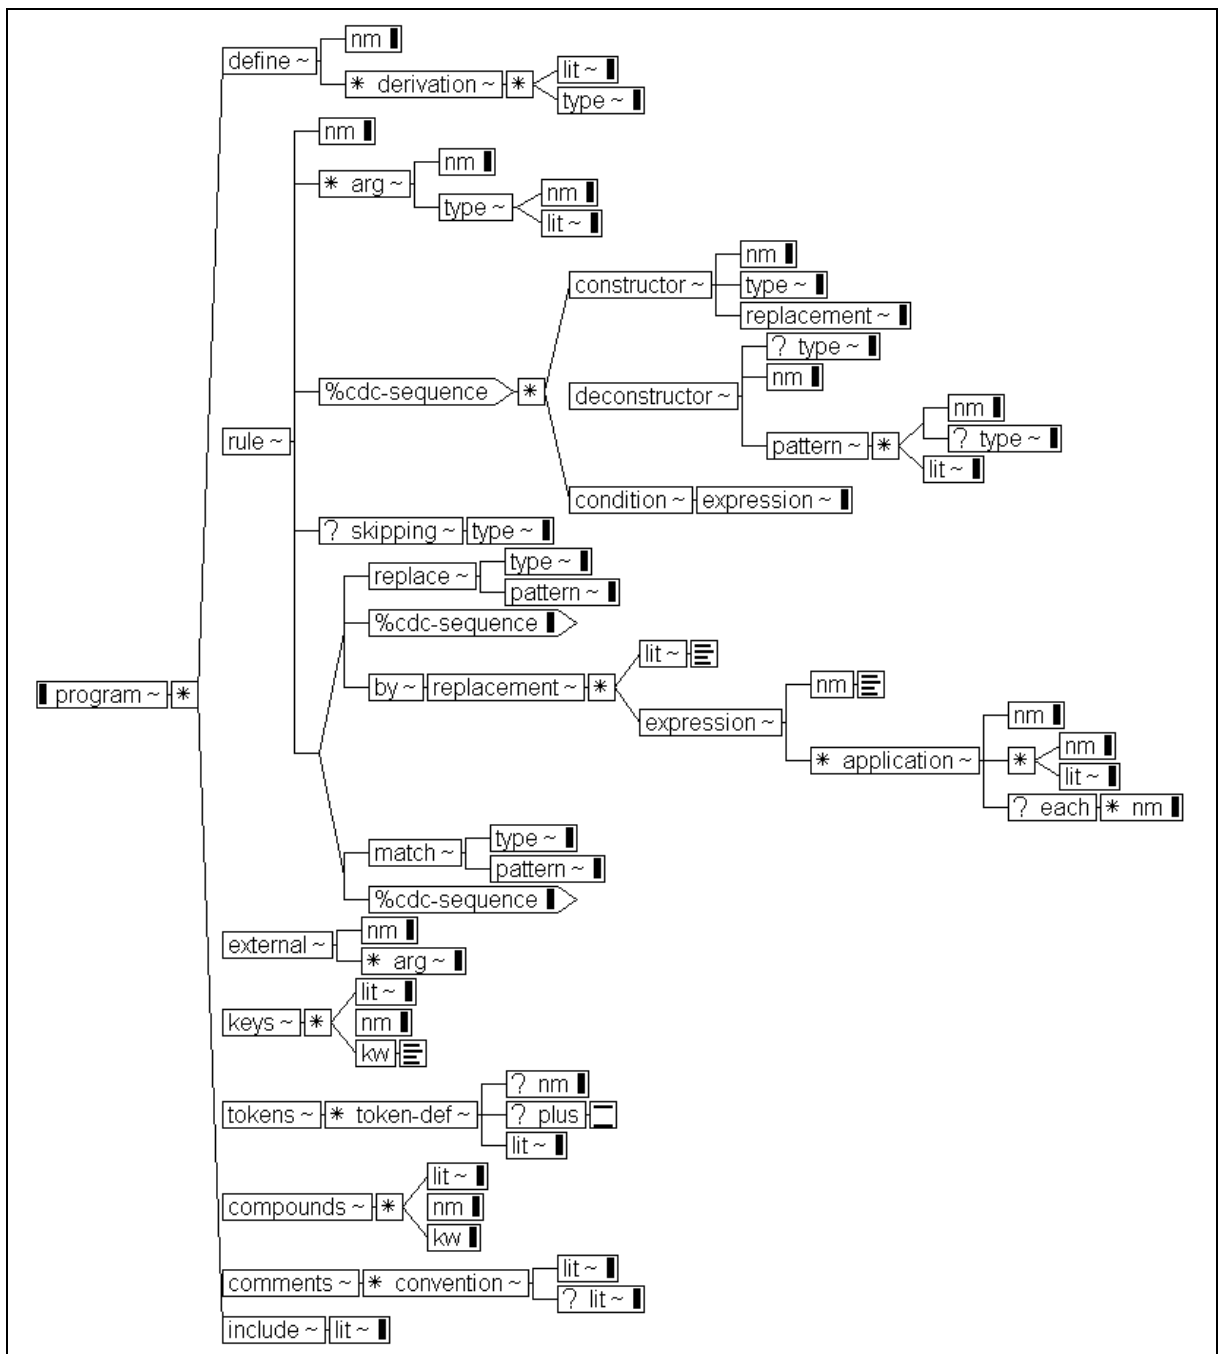 nm
define ~
* derivation ~ *
lit ~
type ~
nm
* arg ~
nm
type ~
nm
lit ~
%cdc-sequence *
constructor ~
nm
type ~
replacement ~
deconstructor ~
? type ~
nm
pattern ~ *
nm
? type ~
lit ~
condition ~ expression ~
rule ~
? skipping ~ type ~
replace ~
type ~
pattern ~
%cdc-sequence
by ~ replacement ~ *
lit ~
expression ~
nm
* application ~
nm
*
nm
lit ~
? each * nm
program ~ *
match ~
type ~
pattern ~
%cdc-sequence
external ~
nm
* arg ~
keys ~ *
lit ~
nm
kw
tokens ~ * token-def ~
? nm
? plus
lit ~
compounds ~ *
lit ~
nm
kw
comments ~ * convention ~
lit ~
? lit ~
include ~ lit ~